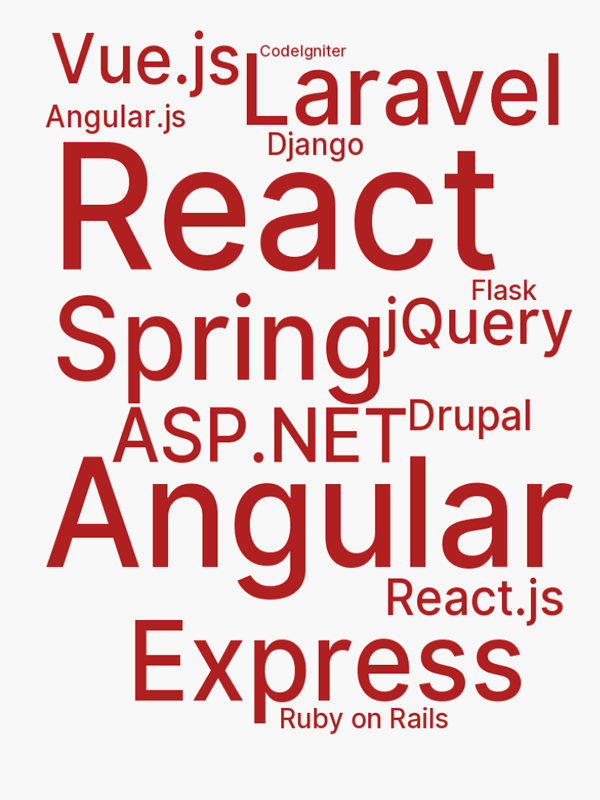 Vue.js
CodeIgniter
Laravel
Angular.js
Django
React
Flask
Spring
jQuery
ASP.NET
Drupal
Angular
React.js
Express
Ruby on Rails